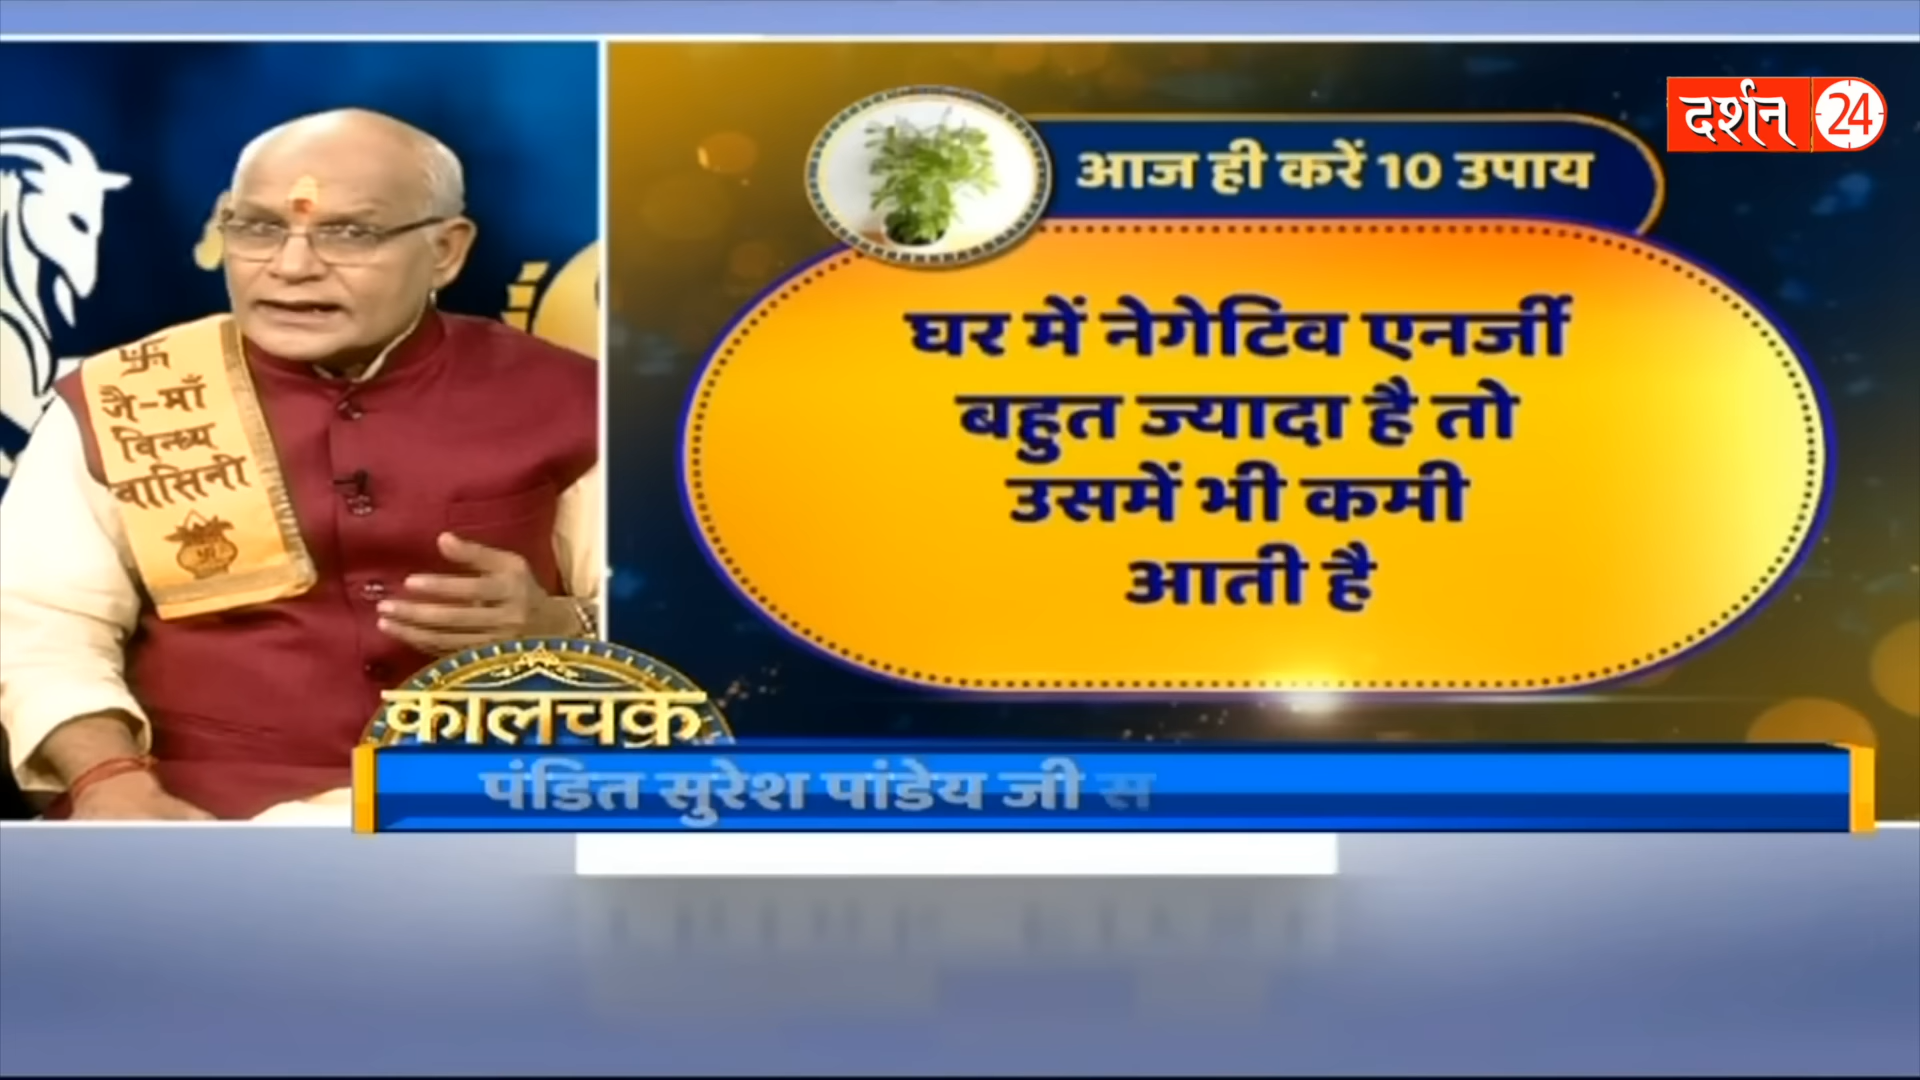 दर्शन 24
आज ही करें 10 उपाय
घर में नेगेटिव एनर्जी
बहुत ज्यादा है तो
उसमें भी कमी
आती है
जै-माँ
विन्ध्य
वासिनी
कालचक्र
पंडित सुरेश पांडेय जी स